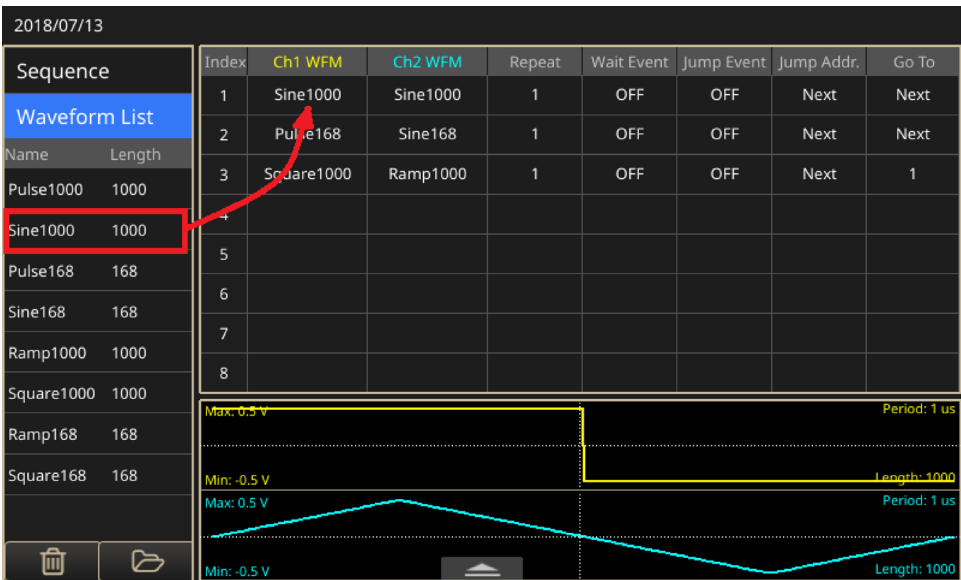 2018/07/13
Sequence
Waveform List
Name Length
Pulse1000 1000
Sine1000 1000
Pulse168 168
Sine168 168
Ramp1000 1000
Square1000 1000
Ramp168 168
Square168 168
Index Ch1 WFM Ch2 WFM Repeat Wait Event Jump Event Jump Addr. Go To
1 Sine1000 Sine1000 1 OFF OFF Next Next
2 Pulse168 Sine168 1 OFF OFF Next Next
3 Square1000 Ramp1000 1 OFF OFF Next 1
4
5
6
7
8
Max: 0.5 V Period: 1 us
Min: -0.5 V Length: 1000
Max: 0.5 V Period: 1 us
Min: -0.5 V Length: 1000